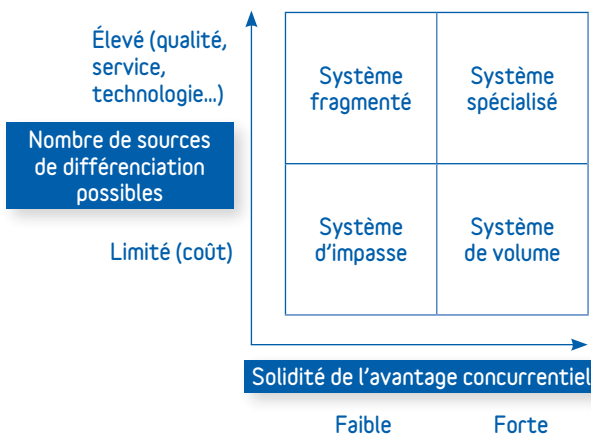 Élevé (qualité,
service,
technologie...)
Système
fragmenté
Système
spécialisé
Nombre de sources
de différenciation
possibles
Limité (coût)
Système
d'impasse
Système
de volume
Solidité de l'avantage concurrentiel
Faible
Forte